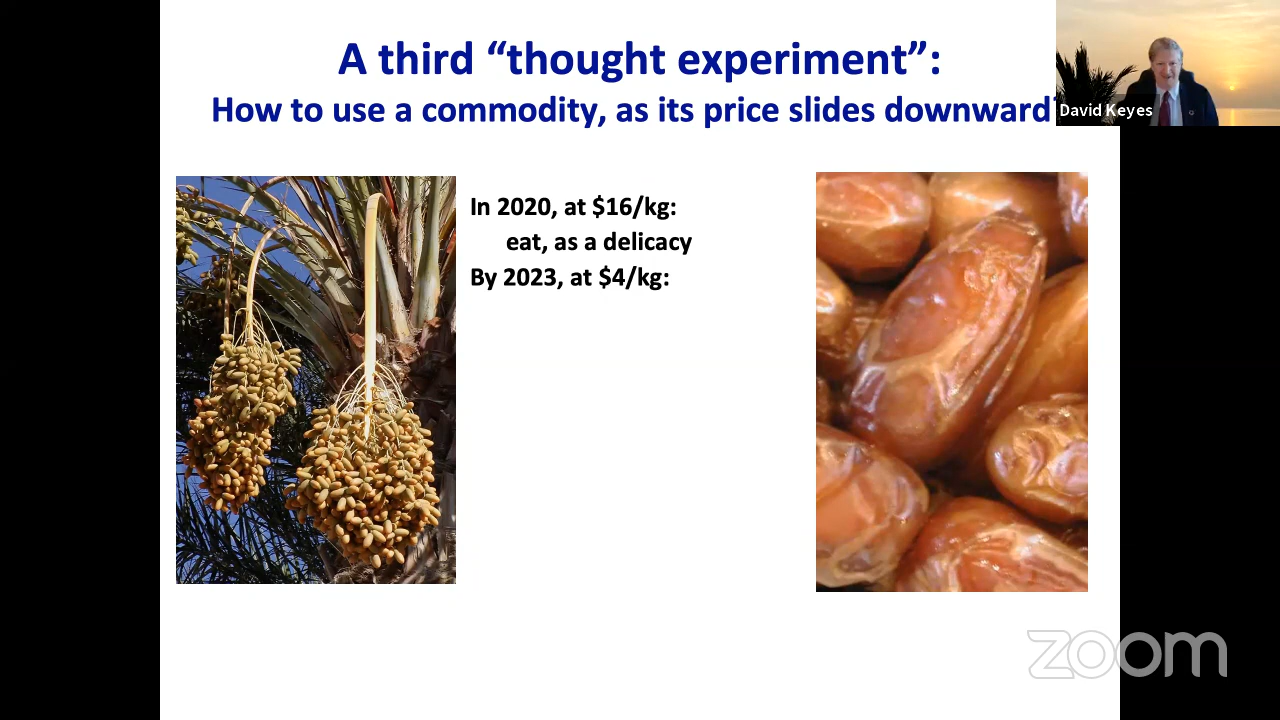 A third “thought experiment”:
How to use a commodity, as its price slides downward?
David Keyes
In 2020, at $16/kg:
eat, as a delicacy
By 2023, at $4/kg:
zoom